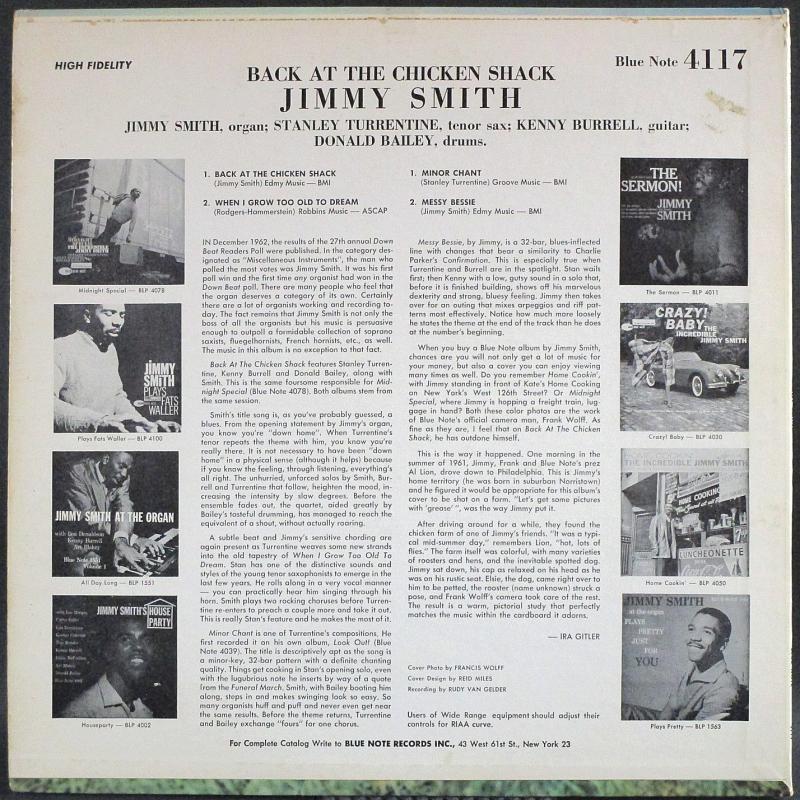 HIGH FIDELITY
Blue Note 4117
BACK AT THE CHICKEN SHACK
JIMMY SMITH
JIMMY SMITH, organ; STANLEY TURRENTINE, tenor sax; KENNY BURRELL, guitar;
DONALD BAILEY, drums.
1. BACK AT THE CHICKEN SHACK
(Jimmy Smith) Edmy Music — BMI
2. WHEN I GROW TOO OLD TO DREAM
(Rodgers-Hammerstein) Robbins Music — ASCAP
1. MINOR CHANT
(Stanley Turrentine) Groove Music — BMI
2. MESSY BESSIE
(Jimmy Smith) Edmy Music — BMI
Midnight Special — BLP 4078
JIMMY
SMITH
PLAYS
FATS
WALLER
Plays Fats Waller — BLP 4100
JIMMY SMITH AT THE ORGAN
with Lou Donaldson
Kenny Burrell
Art Blakey
Blue Note 1551
Volume 1
All Day Long — BLP 1551
JIMMY SMITH'S HOUSE
PARTY
Houseparty — BLP 4002
IN December 1962, the results of the 27th annual Down
Beat Readers Poll were published. In the category des-
ignated as "Miscellaneous Instruments", the man who
polled the most votes was Jimmy Smith. It was his first
poll win and the first time any organist had won in the
Down Beat poll. There are many people who feel that
the organ deserves a category of its own. Certainly
there are a lot of organists working and recording to-
day. The fact remains that Jimmy Smith is not only the
boss of all the organists but his music is persuasive
enough to outpoll a formidable collection of soprano
saxists, fluegelhornists, French hornists, etc., as well.
The music in this album is no exception to that fact.
Back At The Chicken Shack features Stanley Turren-
tine, Kenny Burrell and Donald Bailey, along with
Smith. This is the same foursome responsible for Mid-
night Special (Blue Note 4078). Both albums stem from
the same session.
Smith's title song is, as you've probably guessed, a
blues. From the opening statement by Jimmy's organ,
you know you're "down home". When Turrentine's
tenor repeats the theme with him, you know you're
really there. It is not necessary to have been "down
home" in a physical sense (although it helps) because
if you know the feeling, through listening, everything's
all right. The unhurried, unforced solos by Smith, Bur-
rell and Turrentine that follow, heighten the mood, in-
creasing the intensity by slow degrees. Before the
ensemble fades out, the quartet, aided greatly by
Bailey's tasteful drumming, has managed to reach the
equivalent of a shout, without actually roaring.
A subtle beat and Jimmy's sensitive chording are
again present as Turrentine weaves some new strands
into the old tapestry of When I Grow Too Old To
Dream. Stan has one of the distinctive sounds and
styles of the young tenor saxophonists to emerge in the
last few years. He rolls along in a very vocal manner
— you can practically hear him singing through his
horn. Smith plays two rocking choruses before Turren-
tine re-enters to preach a couple more and take it out.
This is really Stan's feature and he makes the most of it.
Minor Chant is one of Turrentine's compositions. He
first recorded it on his own album, Look Out! (Blue
Note 4039). The title is descriptively apt as the song is
a minor-key, 32-bar pattern with a definite chanting
quality. Things get cooking in Stan's opening solo, even
with the lugubrious note he inserts by way of a quote
from the Funeral March. Smith, with Bailey booting him
along, steps in and makes swinging look so easy. So
many organists huff and puff and never even get near
the same results. Before the theme returns, Turrentine
and Bailey exchange "fours" for one chorus.
Messy Bessie, by Jimmy, is a 32-bar, blues-inflected
line with changes that bear a similarity to Charlie
Parker's Confirmation. This is especially true when
Turrentine and Burrell are in the spotlight. Stan walks
first; then Kenny with a low, gutsy sound in a solo that,
before it is finished building, shows off his marvelous
dexterity and strong, bluesy feeling. Jimmy then takes
over for an outing that mixes arpeggios and riff pat-
terns most effectively. Notice how much more loosely
he states the theme at the end of the track than he does
at the number's beginning.
When you buy a Blue Note album by Jimmy Smith,
chances are you will not only get a lot of music for
your money, but also a cover you can enjoy viewing
many times as well. Do you remember Home Cookin',
with Jimmy standing in front of Kate's Home Cooking
on New York's West 126th Street? Or Midnight
Special, where Jimmy is hopping a freight train, lug-
gage in hand? Both these color photos are the work
of Blue Note's official camera man, Frank Wolff. As
fine as they are, I feel that on Back At The Chicken
Shack, he has outdone himself.
This is the way it happened. One morning in the
summer of 1961, Jimmy, Frank and Blue Note's prez
Al Lion, drove down to Philadelphia. This is Jimmy's
home territory (he was born in suburban Norristown)
and he figured it would be appropriate for this album's
cover to be shot on a farm. "Let's get some pictures
with 'grease' ", was the way Jimmy put it.
After driving around for a while, they found the
chicken farm of one of Jimmy's friends. "It was a typi-
cal mid-summer day," remembers Lion, "hot, lots of
flies." The farm itself was colorful, with many varieties
of roosters and hens, and the inevitable spotted dog.
Jimmy sat down, his cap as relaxed on his head as he
was on his rustic seat. Elsie, the dog, came right over to
him to be petted, the rooster (name unknown) struck a
pose, and Frank Wolff's camera took care of the rest.
The result is a warm, pictorial study that perfectly
matches the music within the cardboard it adorns.
— IRA GITLER
Cover Photo by FRANCIS WOLFF
Cover Design by REID MILES
Recording by RUDY VAN GELDER
Users of Wide Range equipment should adjust their
controls for RIAA curve.
THE
SERMON!
JIMMY
SMITH
The Sermon — BLP 4011
CRAZY!
BABY THE
INCREDIBLE
JIMMY SMITH
Crazy! Baby — BLP 4030
THE INCREDIBLE JIMMY SMITH
HOME COOKING
LUNCHEONETTE
Home Cookin' — BLP 4050
JIMMY SMITH
at the organ
PLAYS
PRETTY
JUST
FOR
YOU
Plays Pretty — BLP 1563
For Complete Catalog Write to BLUE NOTE RECORDS INC., 43 West 61st St., New York 23